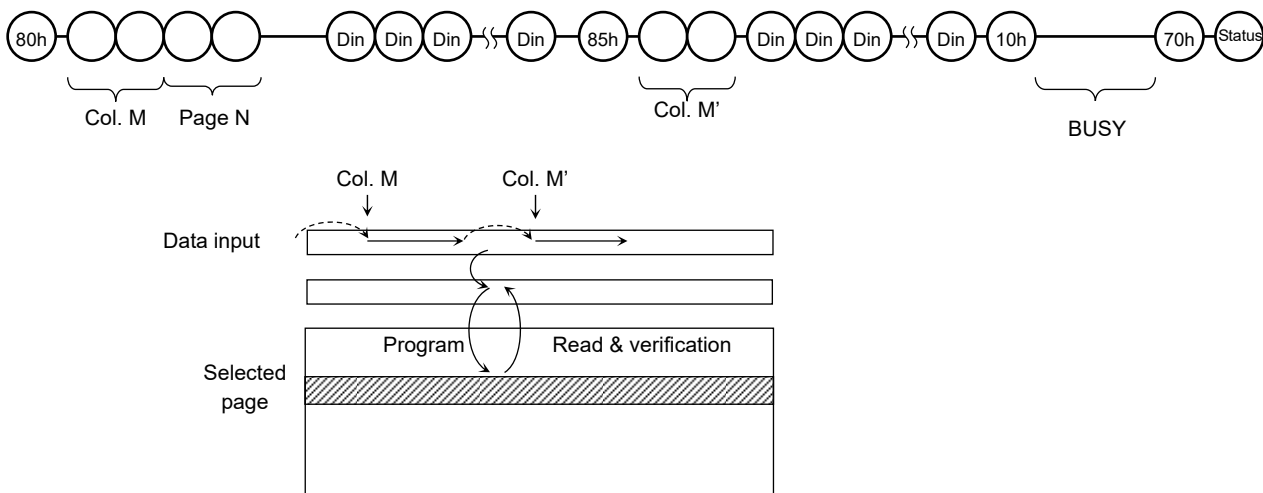 80h Din Din Din Din 85h Din Din Din Din 10h 70h Status
Col. M Page N Col. M’ BUSY
Col. M Col. M’
Data input
Program Read & verification
Selected
page